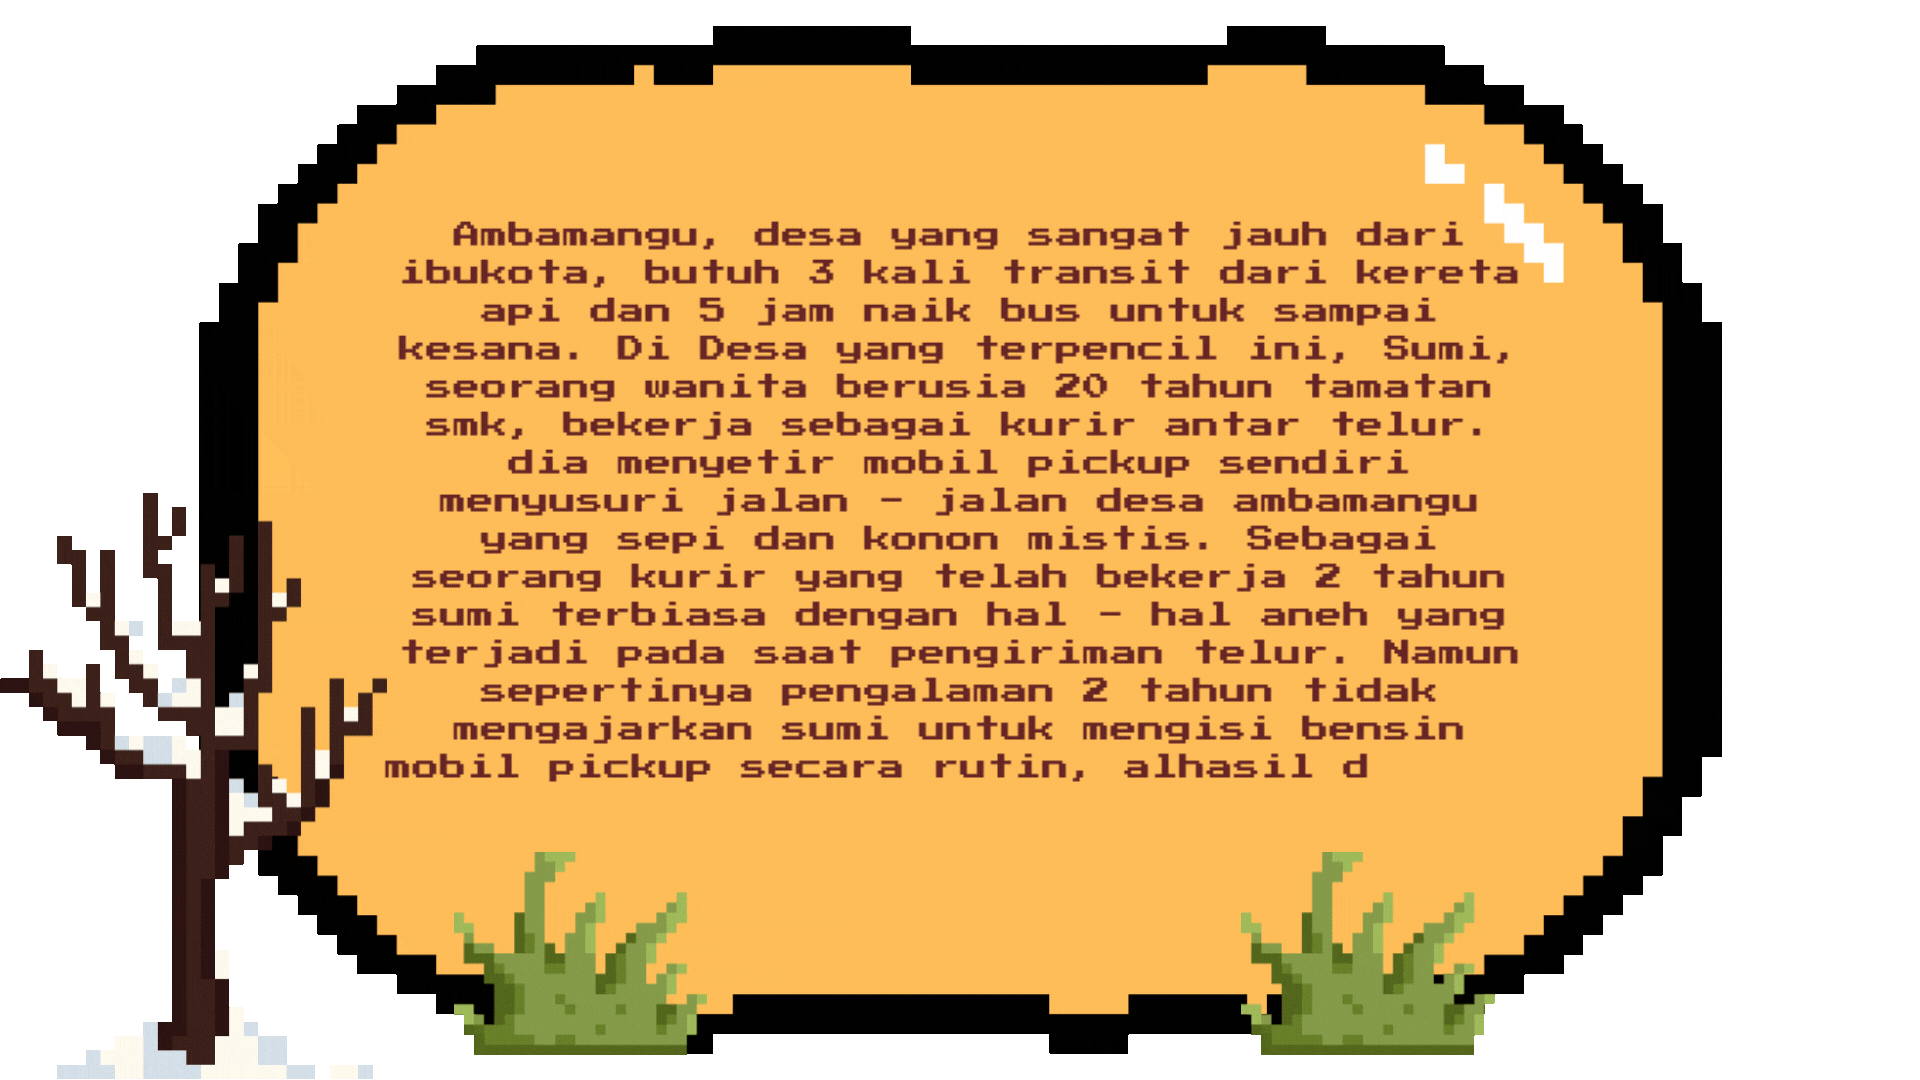 Ambamangu, desa yang sangat jauh dari
ibukota, butuh 3 kali transit dari kereta
api dan 5 jam naik bus untuk sampai
kesana. Di Desa yang terpencil ini, Sumi,
seorang wanita berusia 20 tahun tamatan
smk, bekerja sebagai kurir antar telur.
dia menyetir mobil pickup sendiri
menyusuri jalan - jalan desa ambamangu
yang sepi dan konon mistis. Sebagai
seorang kurir yang telah bekerja 2 tahun
sumi terbiasa dengan hal - hal aneh yang
terjadi pada saat pengiriman telur. Namun
sepertinya pengalaman 2 tahun tidak
mengajarkan sumi untuk mengisi bensin
mobil pickup secara rutin, alhasil d